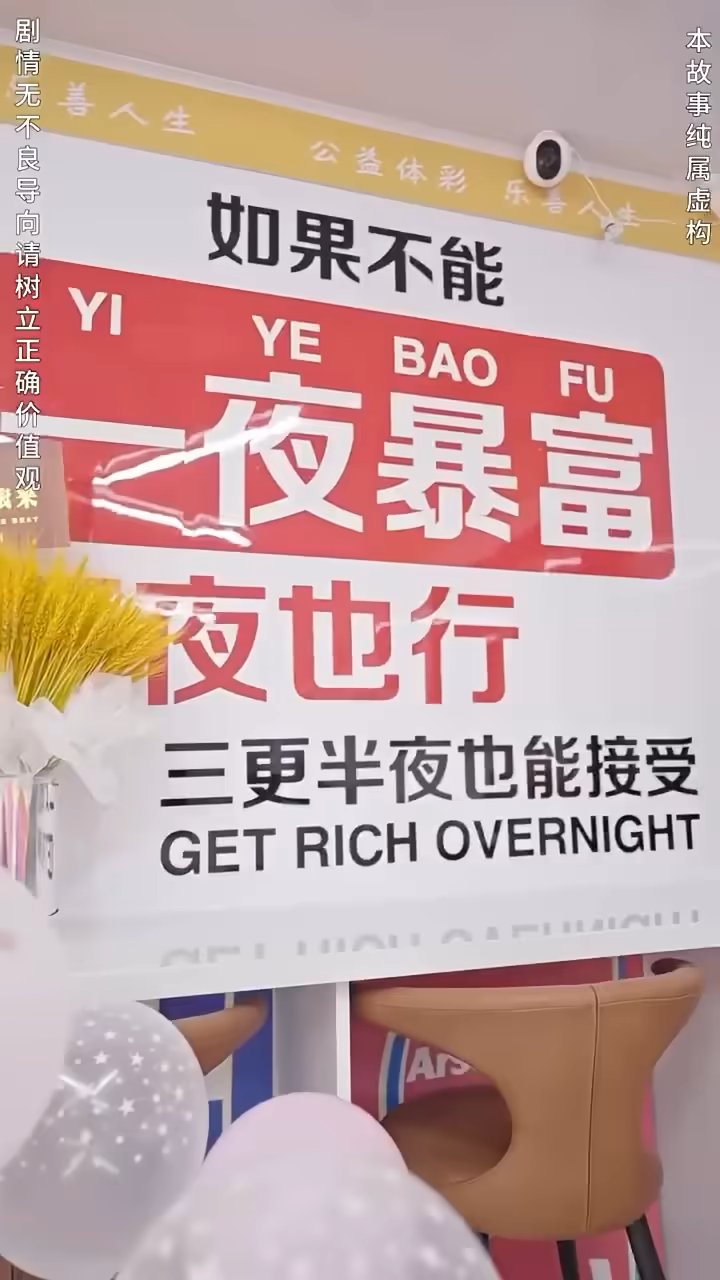 剧情无不良导向请树立正确价值观
本故事纯属虚构
善人生
公益体彩 乐善人生
如果不能
YI YE BAO FU
一夜暴富
夜也行
三更半夜也能接受
GET RICH OVERNIGHT